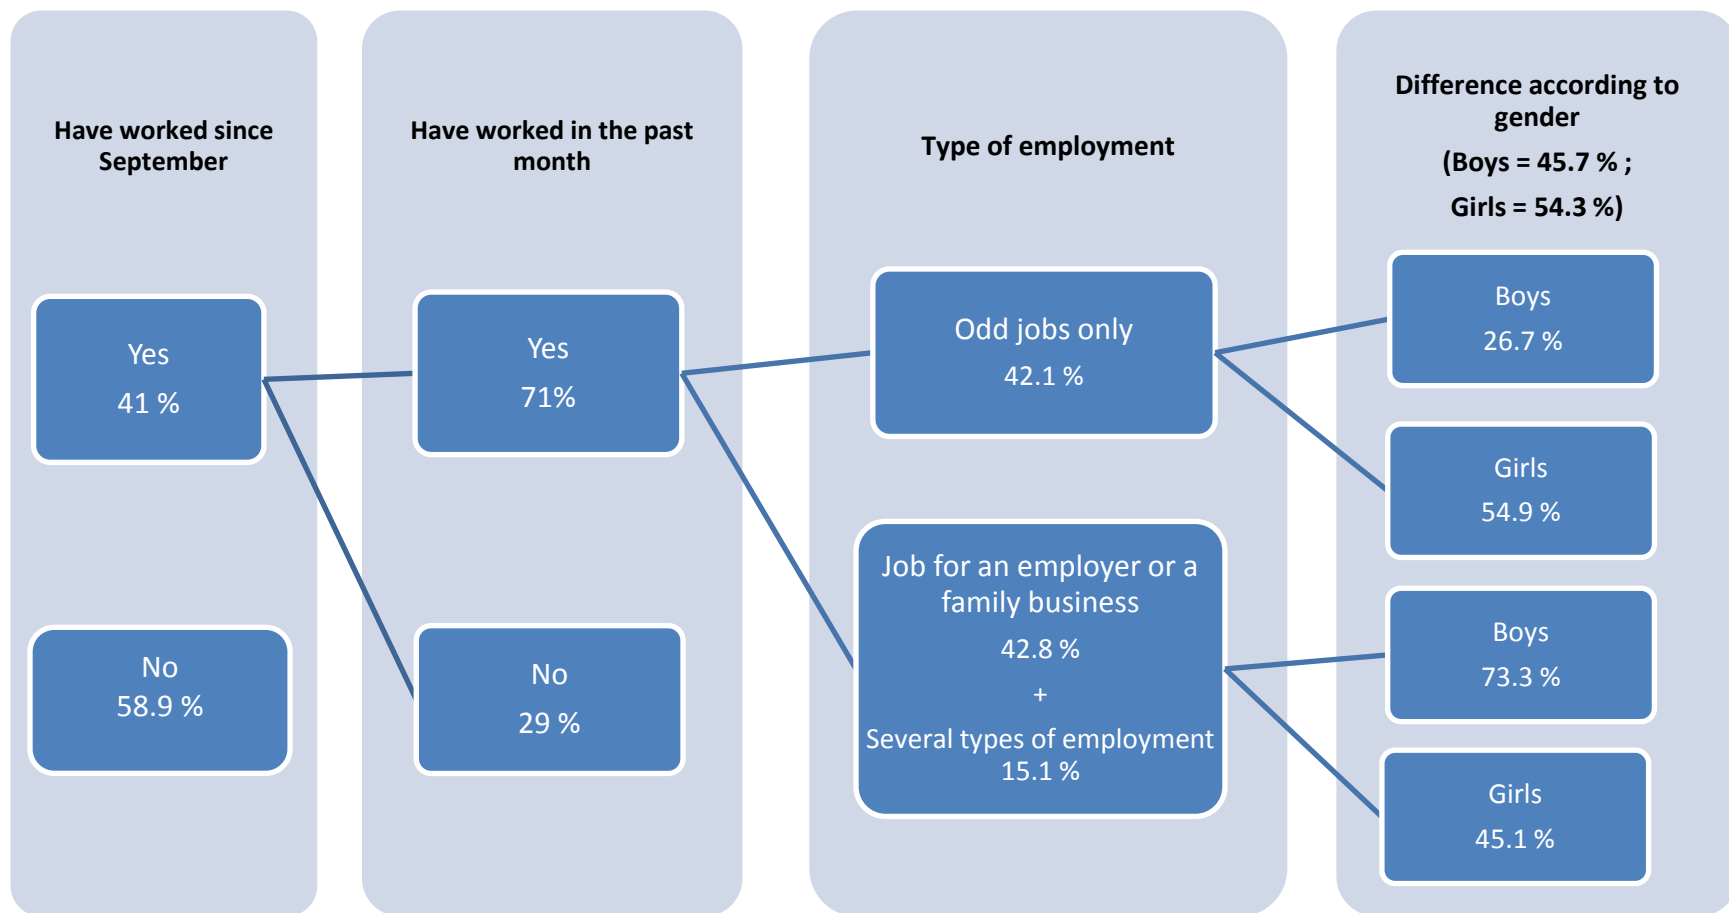 Have worked since
September
Yes
41 %
No
58.9 %
Have worked in the past
month
Yes
71%
No
29 %
Type of employment
Odd jobs only
42.1 %
Job for an employer or a
family business
42.8 %
+
Several types of employment
15.1 %
Difference according to
gender
(Boys = 45.7 % ;
Girls = 54.3 %)
Boys
26.7 %
Girls
54.9 %
Boys
73.3 %
Girls
45.1 %